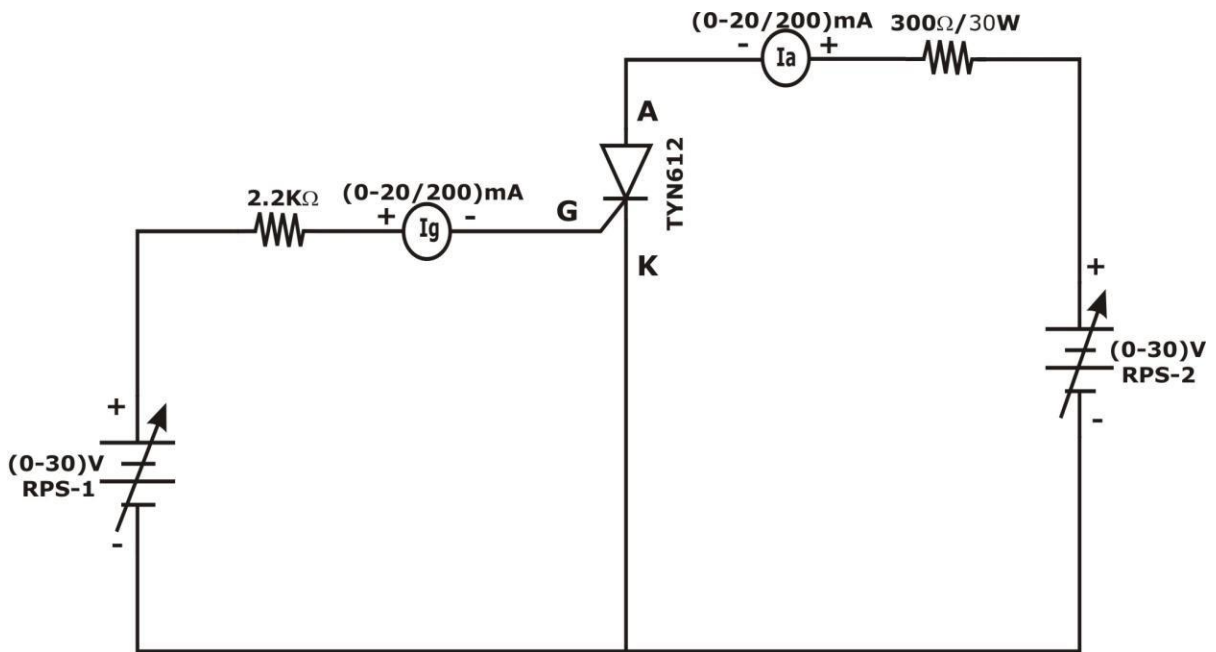 (0-20/200)mA
300Ω/30W
- Ia +
A
TYN612
2.2KΩ
(0-20/200)mA
+ Ig -
G
K
+
(0-30)V
RPS-2
-
+
(0-30)V
RPS-1
-